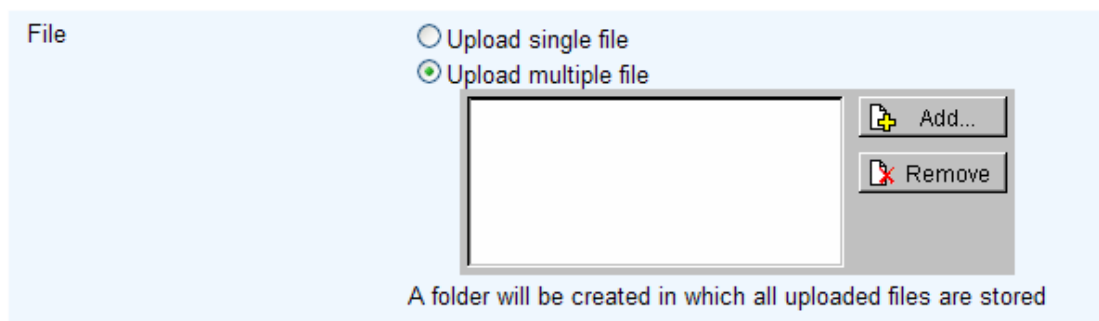 File
Upload single file
Upload multiple file
Add...
Remove
A folder will be created in which all uploaded files are stored